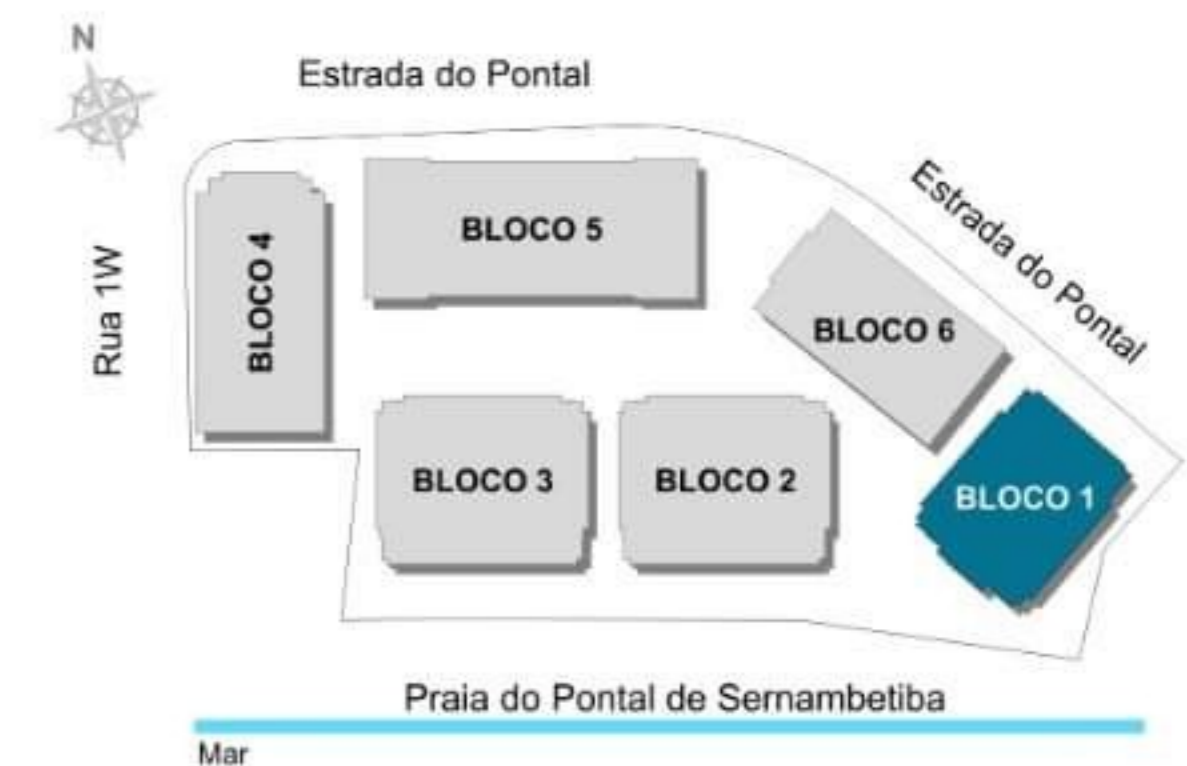 N
Estrada do Pontal
Estrada do Pontal
Rua 1W
BLOCO 4
BLOCO 5
BLOCO 6
BLOCO 3
BLOCO 2
BLOCO 1
Praia do Pontal de Sernambetiba
Mar